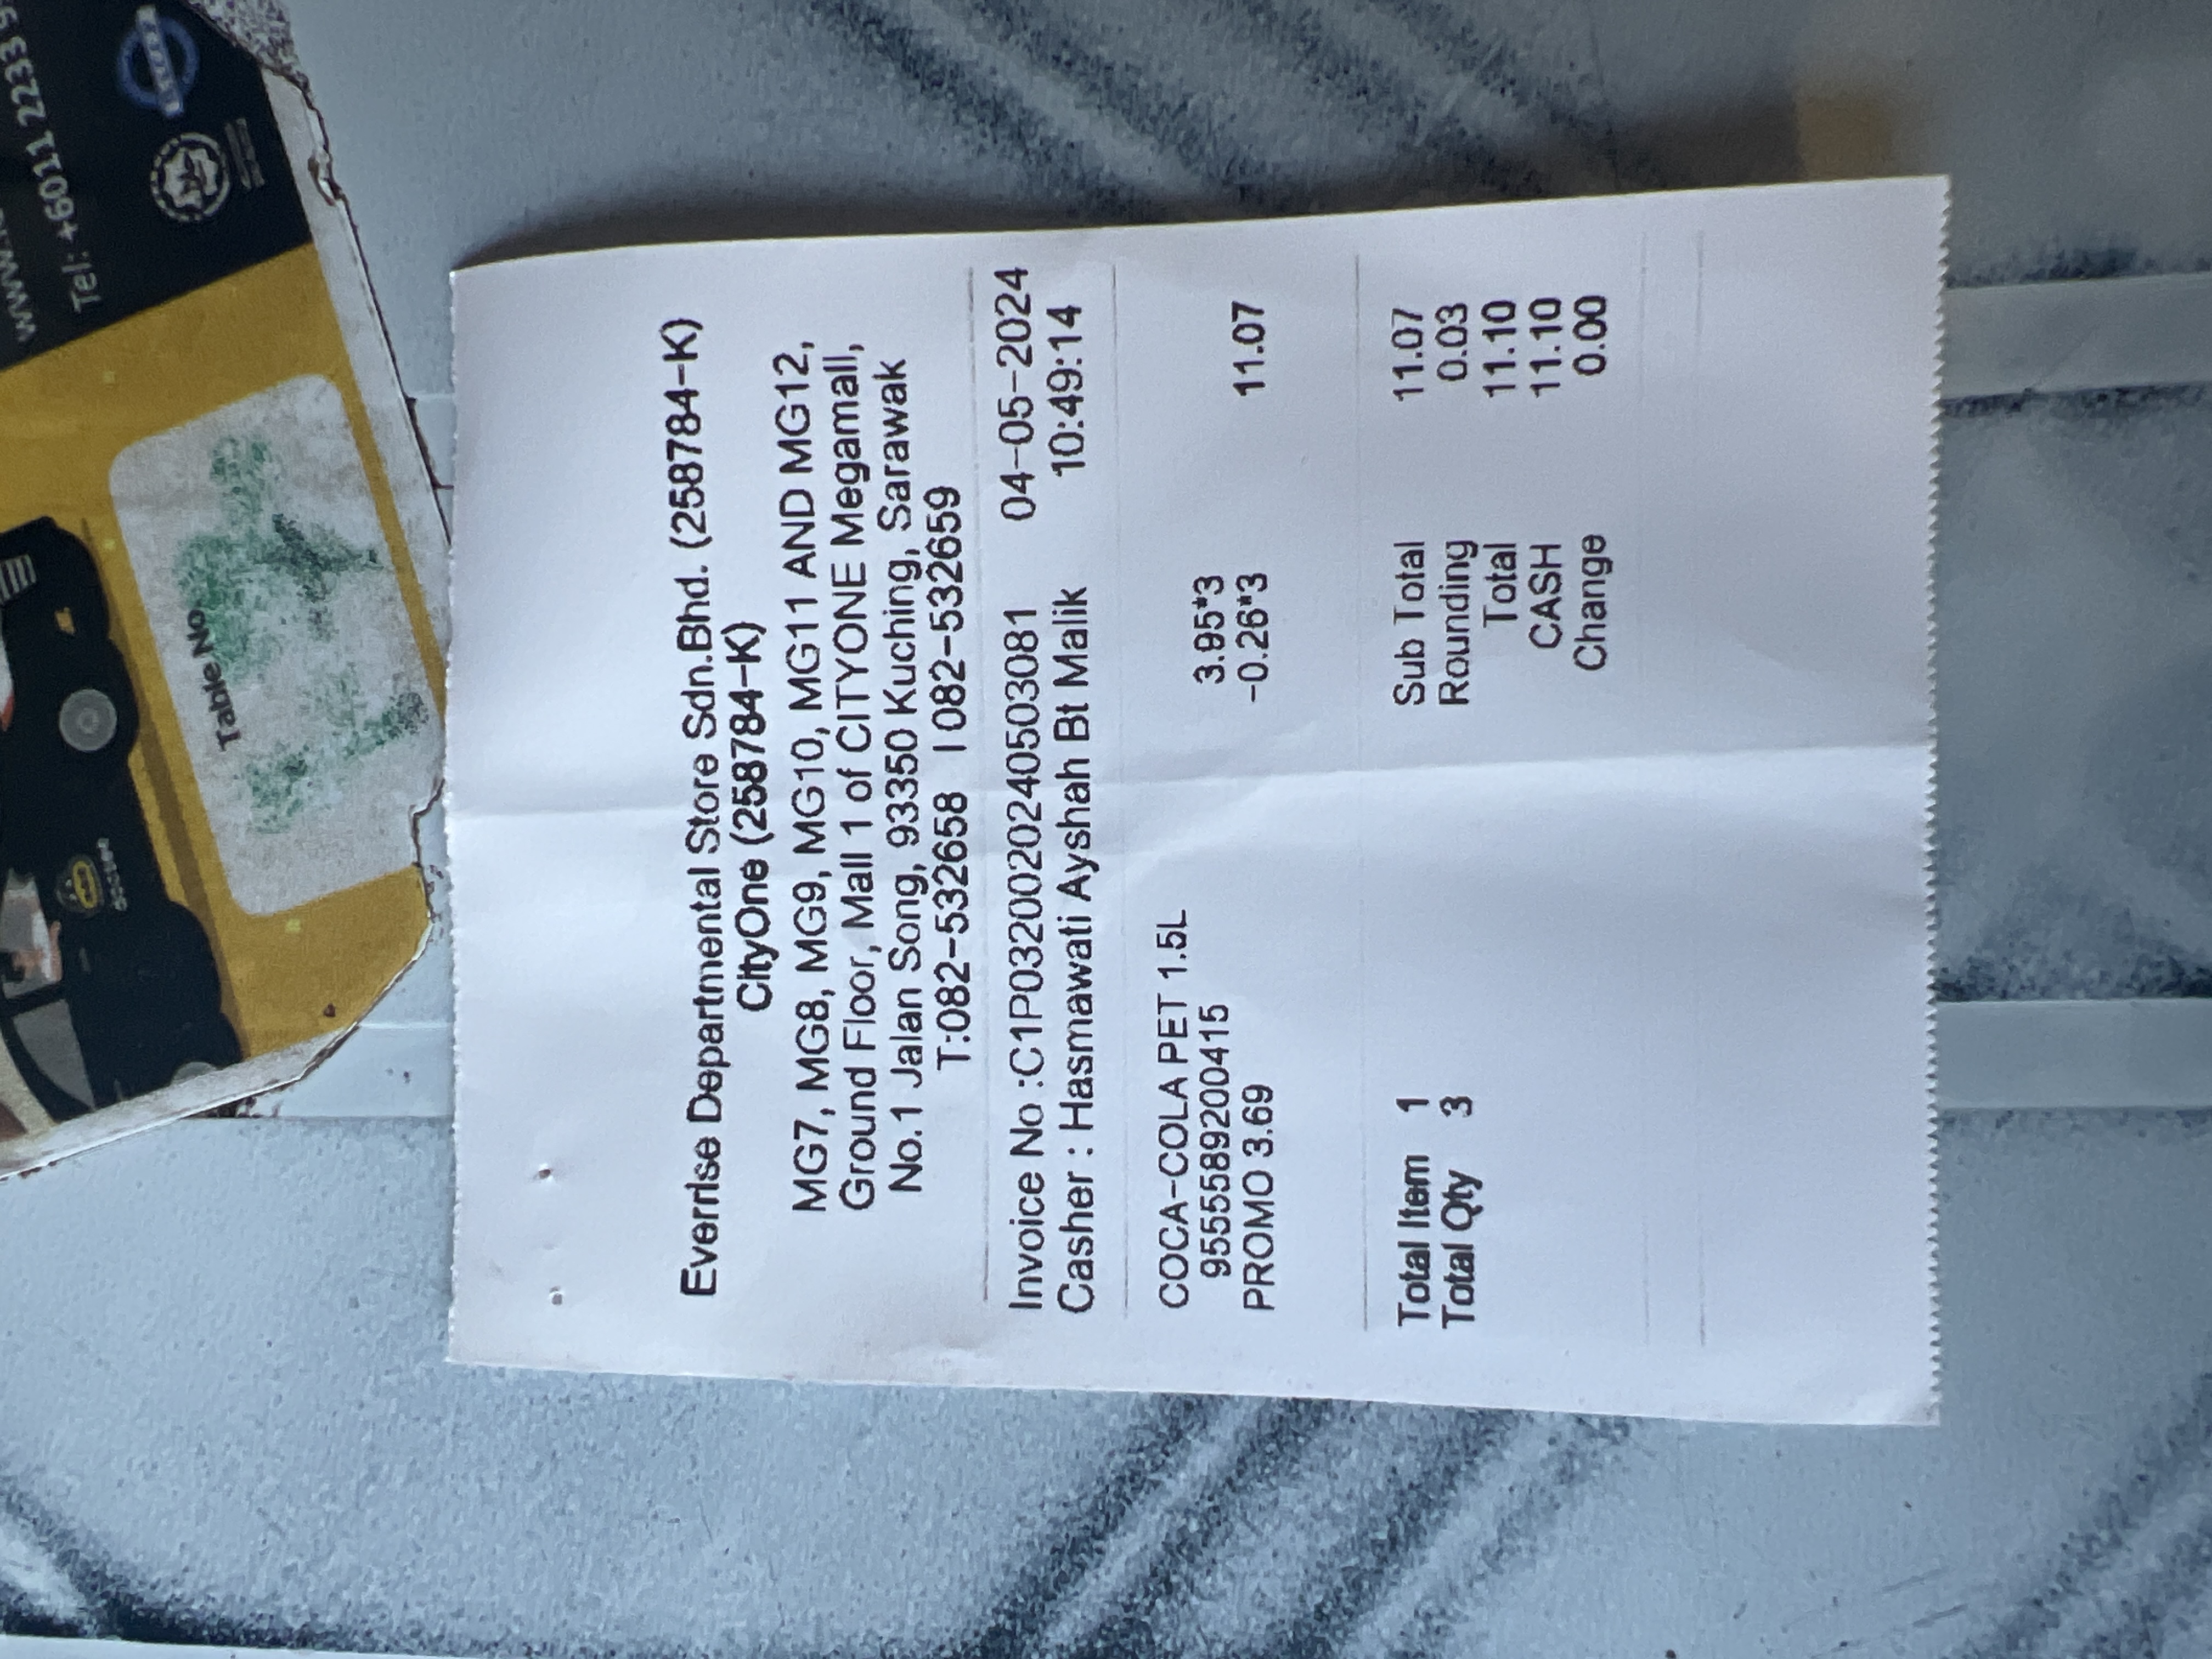 Tel: +6011 2233
Table No.
Everrise Departmental Store Sdn.Bhd. (258784-K)
CityOne (258784-K)
MG7, MG8, MG9, MG10, MG11 AND MG12,
Ground Floor, Mall 1 of CITYONE Megamall,
No.1 Jalan Song, 93350 Kuching, Sarawak
T:082-532658 | 082-532659
Invoice No :C1P0320020240503081 04-05-2024
Casher : Hasmawati Ayshah Bt Malik 10:49:14
COCA-COLA PET 1.5L
9555589200415 3.95*3
PROMO 3.69 -0.26*3 11.07
Total Item 1 Sub Total 11.07
Total Qty 3 Rounding 0.03
Total 11.10
CASH 11.10
Change 0.00